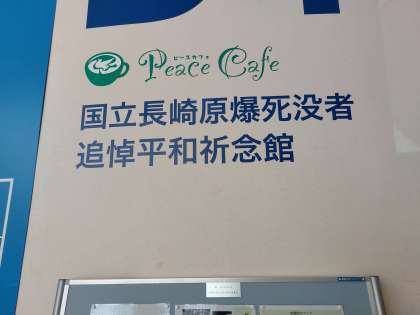 ピースカフェ
Peace Cafe
国立長崎原爆死没者
追悼平和祈念館